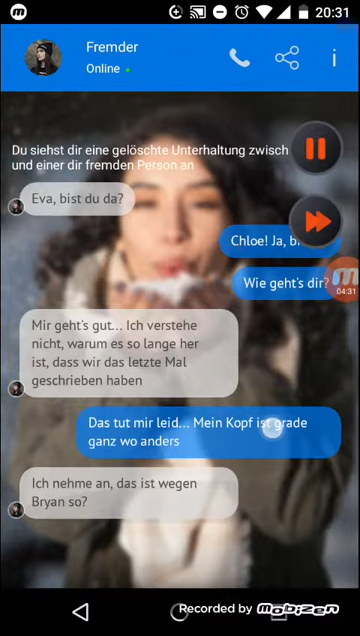 20:31
Fremder
Online
Du siehst dir eine gelöschte Unterhaltung zwisch
und einer dir fremden Person an
Eva, bist du da?
Chloe! Ja, b
Wie geht's dir?
04:31
Mir geht's gut... Ich verstehe
nicht, warum es so lange her
ist, dass wir das letzte Mal
geschrieben haben
Das tut mir leid... Mein Kopf ist grade
ganz wo anders
Ich nehme an, das ist wegen
Bryan so?
Recorded by mobizen